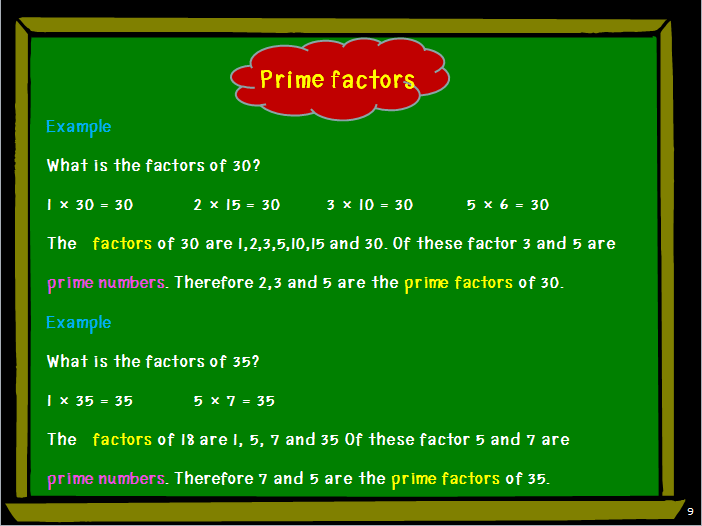 Prime factors
Example
What is the factors of 30?
1 × 30 = 30 2 × 15 = 30 3 × 10 = 30 5 × 6 = 30
The factors of 30 are 1,2,3,5,10,15 and 30. Of these factor 3 and 5 are
prime numbers. Therefore 2,3 and 5 are the prime factors of 30.
Example
What is the factors of 35?
1 × 35 = 35 5 × 7 = 35
The factors of 18 are 1, 5, 7 and 35 Of these factor 5 and 7 are
prime numbers. Therefore 7 and 5 are the prime factors of 35.
9